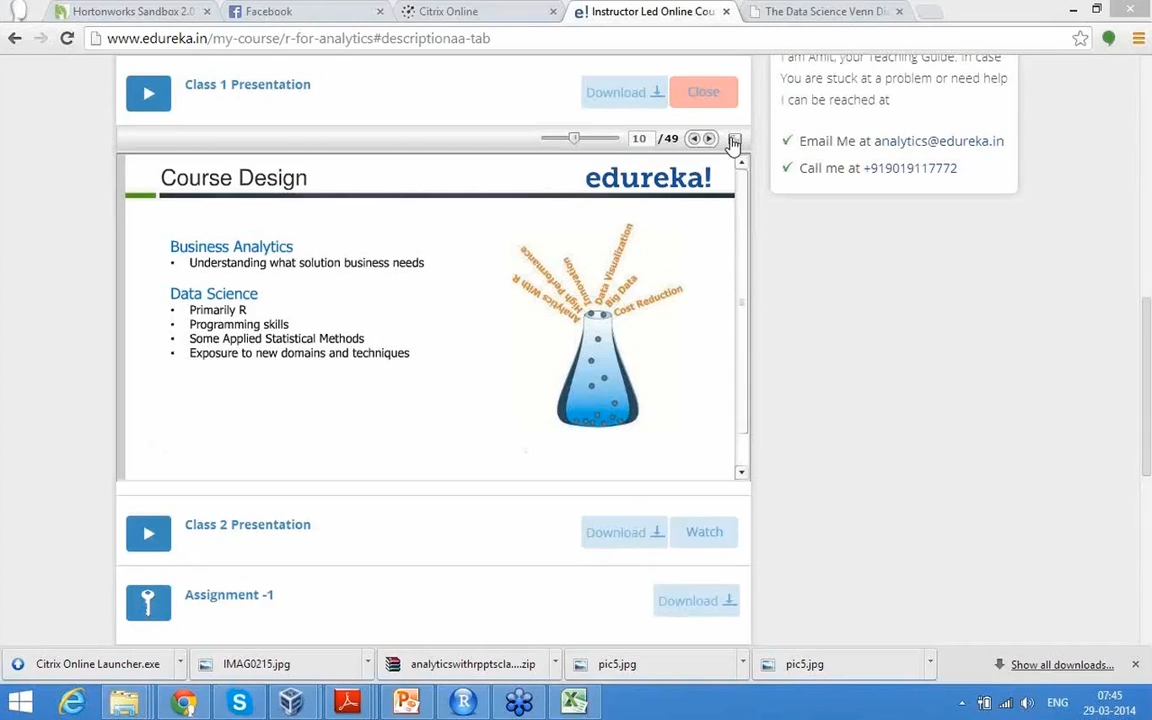 Hortonworks Sandbox 2.0
Facebook
Citrix Online
e! Instructor Led Online Cou
The Data Science Venn Di
www.edureka.in/my-course/r-for-analytics#descriptionaa-tab
I am Amit, your Teaching Guide. In case
You are stuck at a problem or need help
I can be reached at
Email Me at analytics@edureka.in
Call me at +919019117772
Class 1 Presentation
Download
Close
10 /49
Course Design
edureka!
Business Analytics
• Understanding what solution business needs
Data Science
• Primarily R
• Programming skills
• Some Applied Statistical Methods
• Exposure to new domains and techniques
Analytics With R
High Performance
Innovation
Data Visualization
Big Data
Cost Reduction
Class 2 Presentation
Download
Watch
Assignment -1
Download
Citrix Online Launcher.exe
IMAG0215.jpg
analyticswithrpptscla....zip
pic5.jpg
pic5.jpg
Show all downloads...
ENG
07:45
29-03-2014